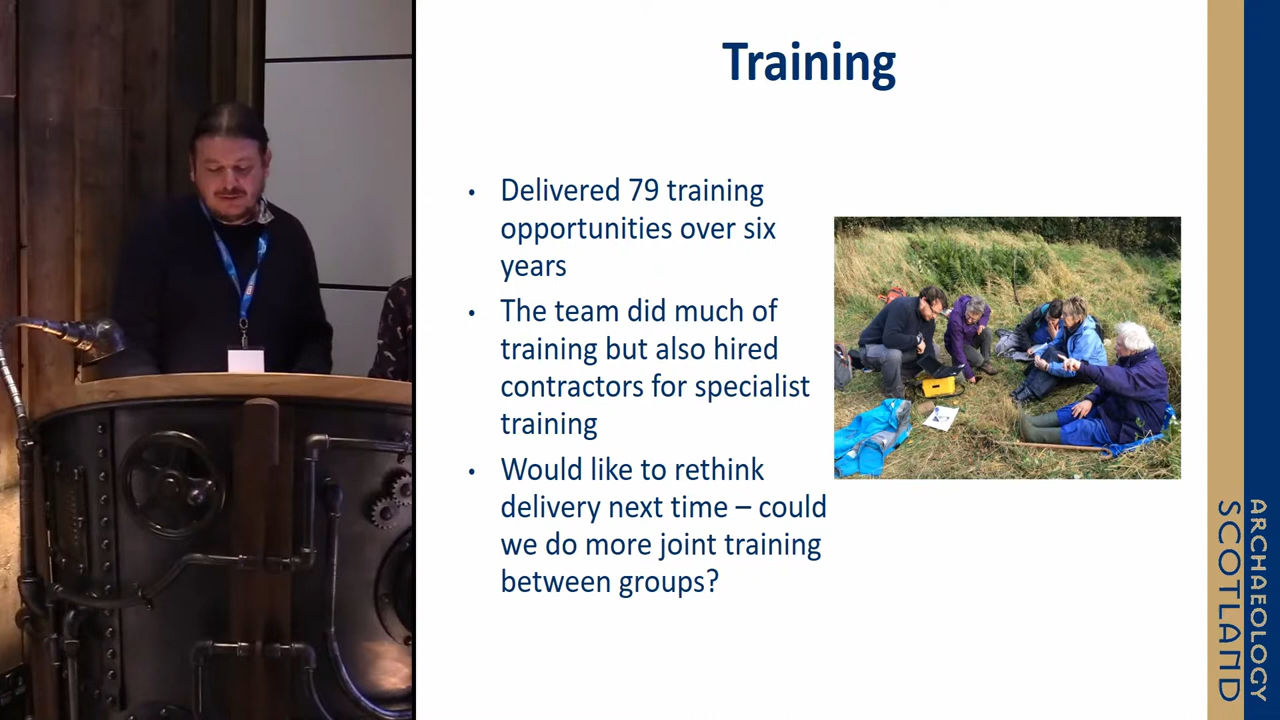 Training
• Delivered 79 training
opportunities over six
years
• The team did much of
training but also hired
contractors for specialist
training
• Would like to rethink
delivery next time – could
we do more joint training
between groups?
ARCHAEOLOGY
SCOTLAND